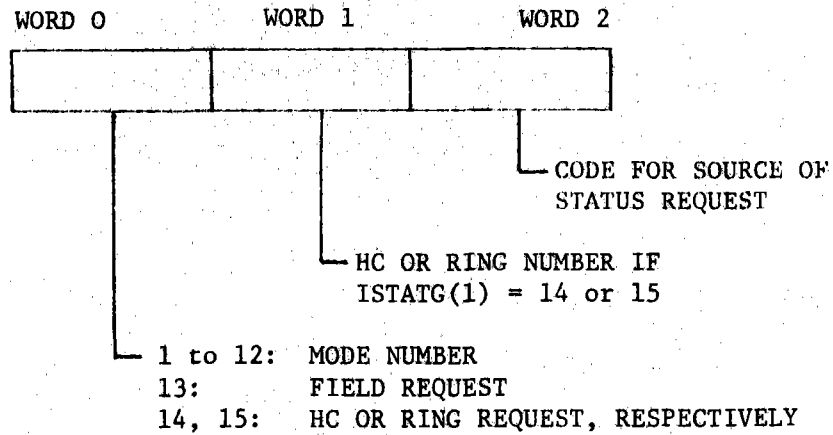 WORD 0 WORD 1 WORD 2
CODE FOR SOURCE OF
STATUS REQUEST
HC OR RING NUMBER IF
ISTATG(1) = 14 or 15
1 to 12: MODE NUMBER
13: FIELD REQUEST
14, 15: HC OR RING REQUEST, RESPECTIVELY